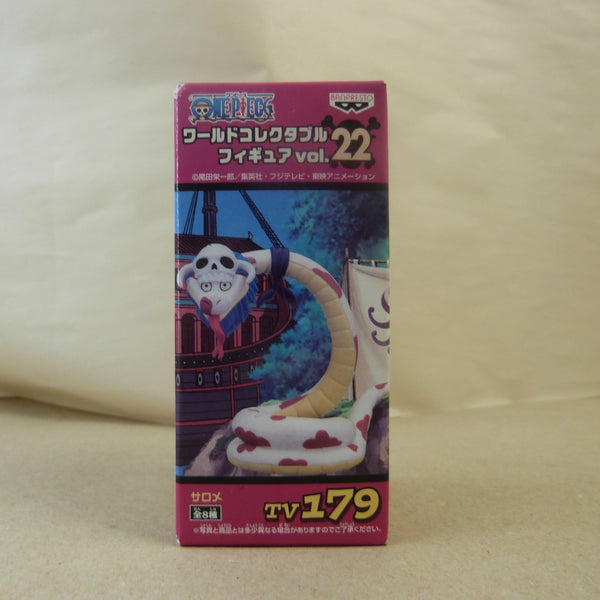 ONE PIECE
BANPRESTO
ワールドコレクタブル
フィギュア vol.22
©尾田栄一郎/集英社・フジテレビ・東映アニメーション
サロメ
全8種
TV179
※写真と商品とは多少異なる場合がありますのでご了承ください。